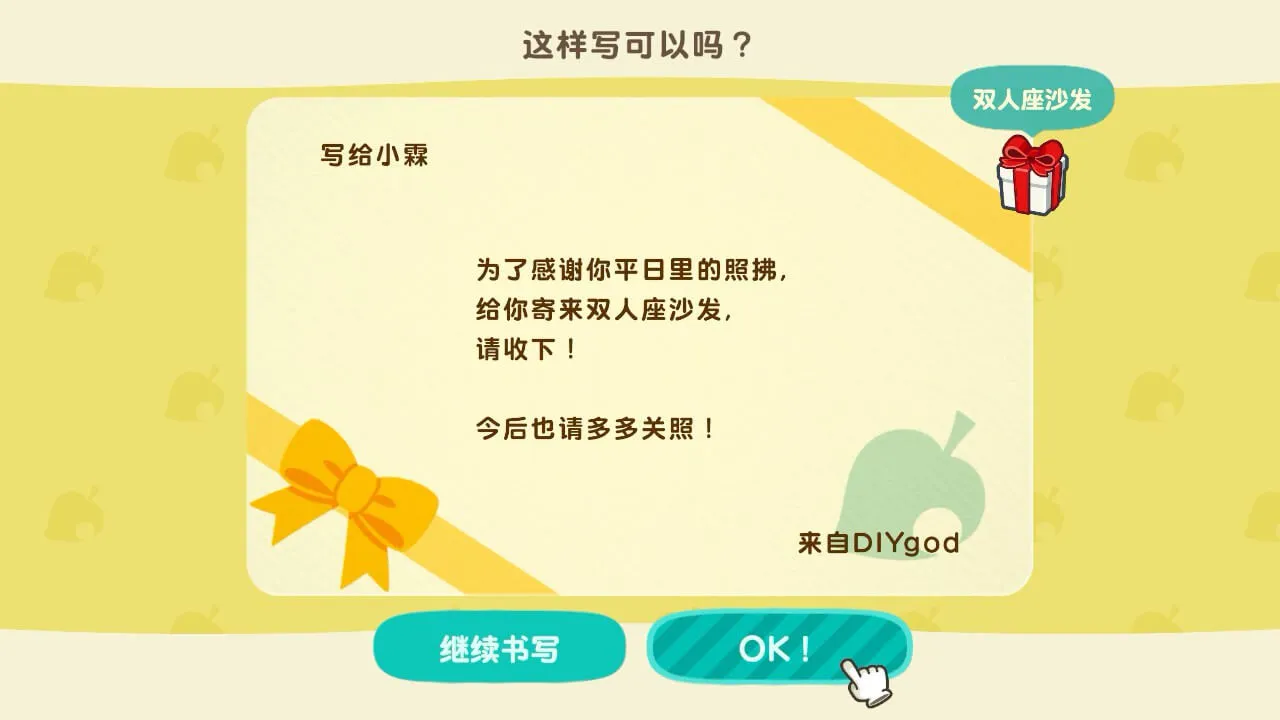 这样写可以吗？
双人座沙发
写给小霖
为了感谢你平日里的照拂，
给你寄来双人座沙发，
请收下！
今后也请多多关照！
来自DIYgod
继续书写
OK！